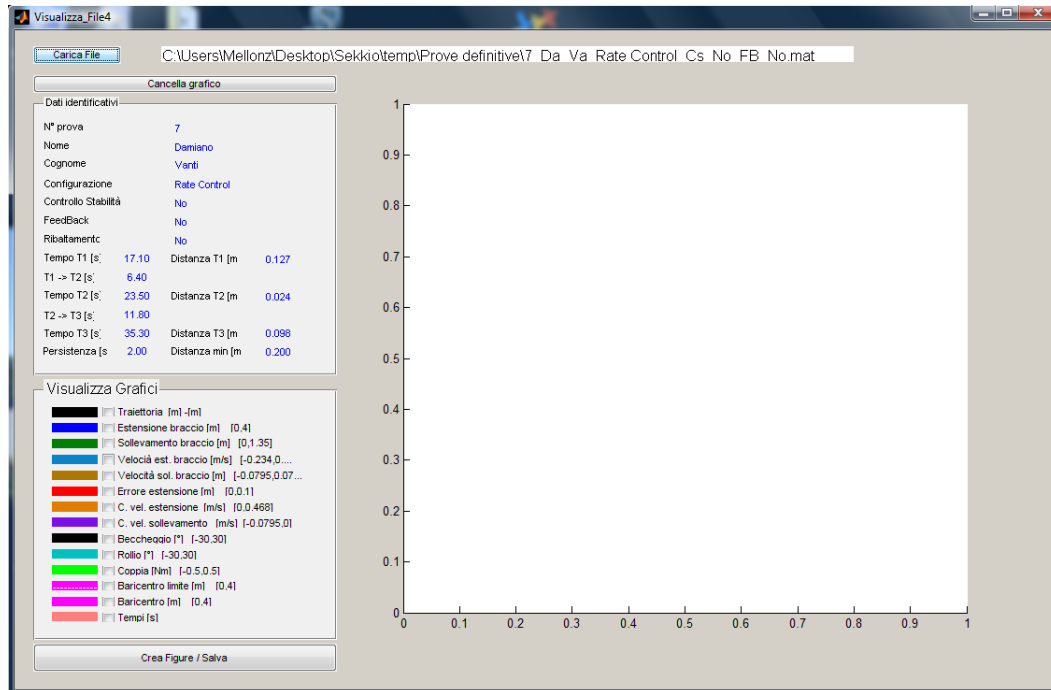 Visualizza_File4
Carica File
C:\Users\Mellonz\Desktop\Sekkio\temp\Prove definitive\7_Da_Va_Rate Control_Cs_No_FB_No.mat
Cancella grafico
Dati identificativi
N° prova 7
Nome Damiano
Cognome Vanti
Configurazione Rate Control
Controllo Stabilità No
FeedBack No
Ribaltamento No
Tempo T1 [s] 17.10 Distanza T1 [m 0.127
T1 -> T2 [s] 6.40
Tempo T2 [s] 23.50 Distanza T2 [m 0.024
T2 -> T3 [s] 11.80
Tempo T3 [s] 35.30 Distanza T3 [m 0.098
Persistenza [s 2.00 Distanza min [m 0.200
Visualizza Grafici
Traiettoria [m] -[m]
Estensione braccio [m] [0,4]
Sollevamento braccio [m] [0,1.35]
Velocià est. braccio [m/s] [-0.234,0....
Velocità sol. braccio [m] [-0.0795,0.07...
Errore estensione [m] [0,0.1]
C. vel. estensione [m/s] [0,0.468]
C. vel. sollevamento [m/s] [-0.0795,0]
Beccheggio [°] [-30,30]
Rollio [°] [-30,30]
Coppia [Nm] [-0.5,0.5]
Baricentro limite [m] [0,4]
Baricentro [m] [0,4]
Tempi [s]
Crea Figure / Salva
1
0.9
0.8
0.7
0.6
0.5
0.4
0.3
0.2
0.1
0
0 0.1 0.2 0.3 0.4 0.5 0.6 0.7 0.8 0.9 1